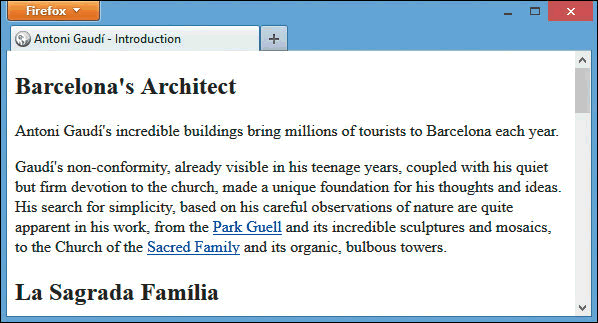 Firefox
Antoni Gaudí - Introduction
Barcelona's Architect
Antoni Gaudí's incredible buildings bring millions of tourists to Barcelona each year.
Gaudí's non-conformity, already visible in his teenage years, coupled with his quiet
but firm devotion to the church, made a unique foundation for his thoughts and ideas.
His search for simplicity, based on his careful observations of nature are quite
apparent in his work, from the Park Guell and its incredible sculptures and mosaics,
to the Church of the Sacred Family and its organic, bulbous towers.
La Sagrada Família